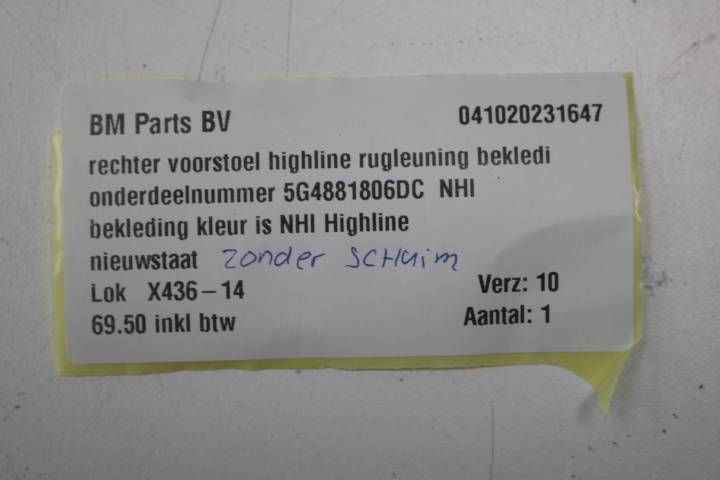 BM Parts BV 041020231647
rechter voorstoel highline rugleuning bekledi
onderdeelnummer 5G4881806DC NHI
bekleding kleur is NHI Highline
nieuwstaat zonder schuim
Lok X436-14 Verz: 10
69.50 inkl btw Aantal: 1